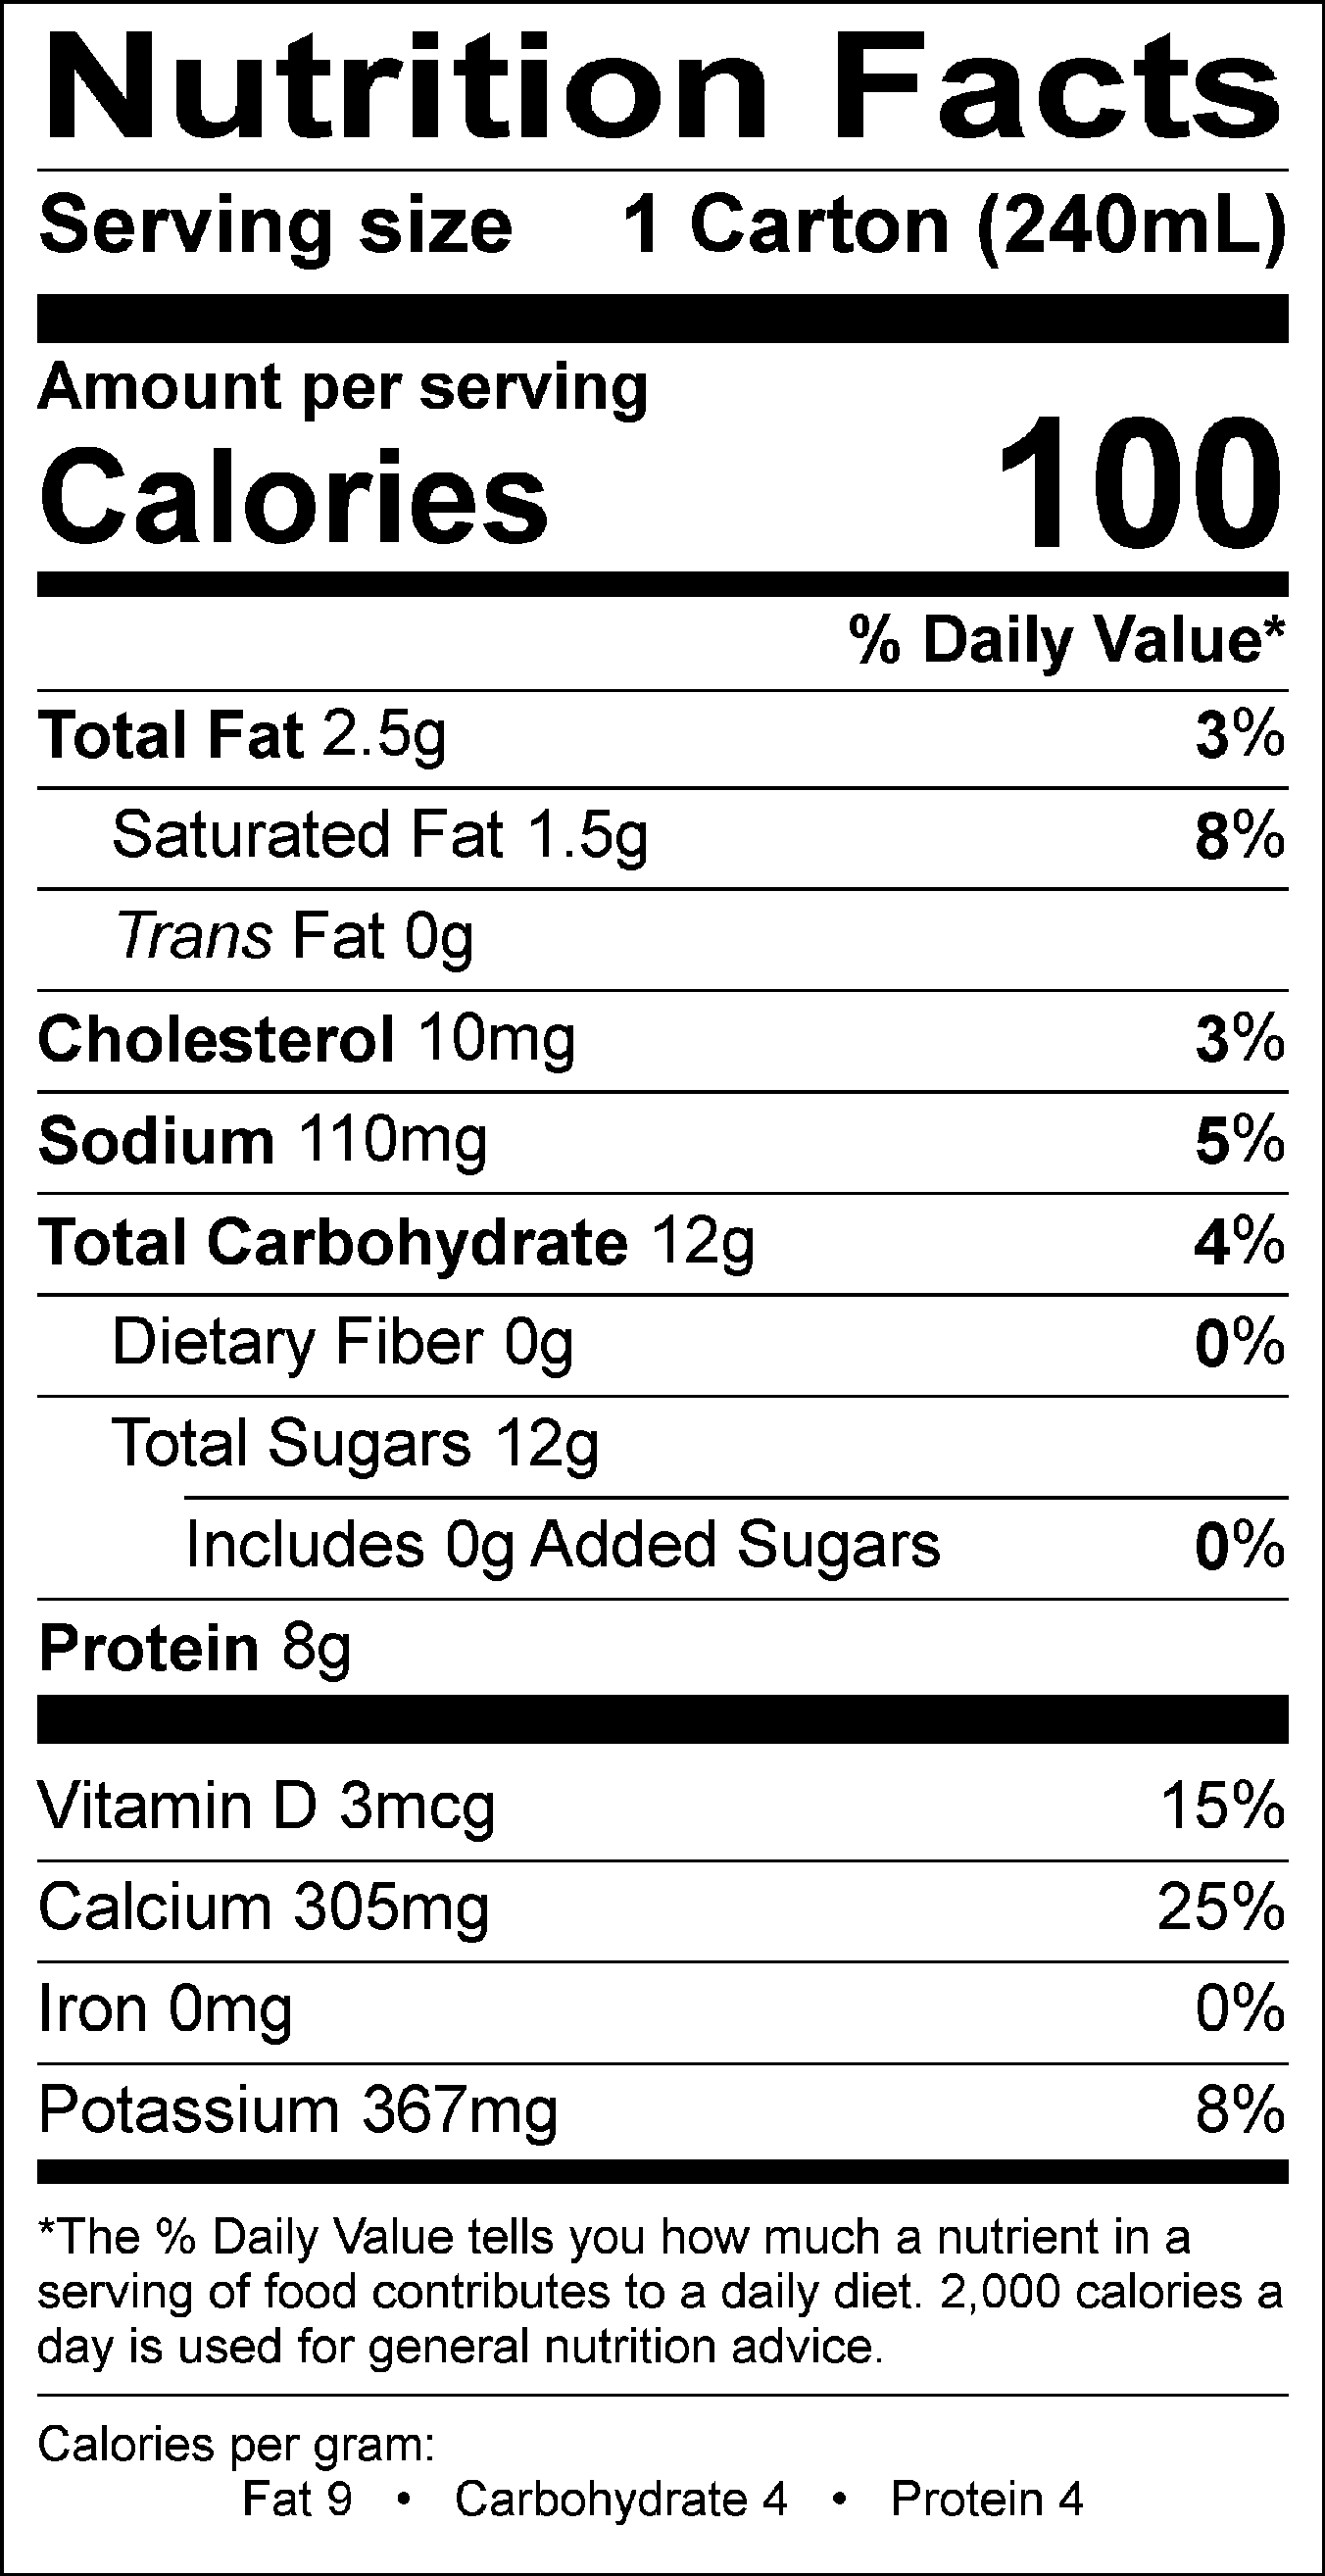 Nutrition Facts
Serving size 1 Carton (240mL)
Amount per serving
Calories 100
% Daily Value*
Total Fat 2.5g 3%
Saturated Fat 1.5g 8%
Trans Fat 0g
Cholesterol 10mg 3%
Sodium 110mg 5%
Total Carbohydrate 12g 4%
Dietary Fiber 0g 0%
Total Sugars 12g
Includes 0g Added Sugars 0%
Protein 8g
Vitamin D 3mcg 15%
Calcium 305mg 25%
Iron 0mg 0%
Potassium 367mg 8%
*The % Daily Value tells you how much a nutrient in a
serving of food contributes to a daily diet. 2,000 calories a
day is used for general nutrition advice.
Calories per gram:
Fat 9 • Carbohydrate 4 • Protein 4